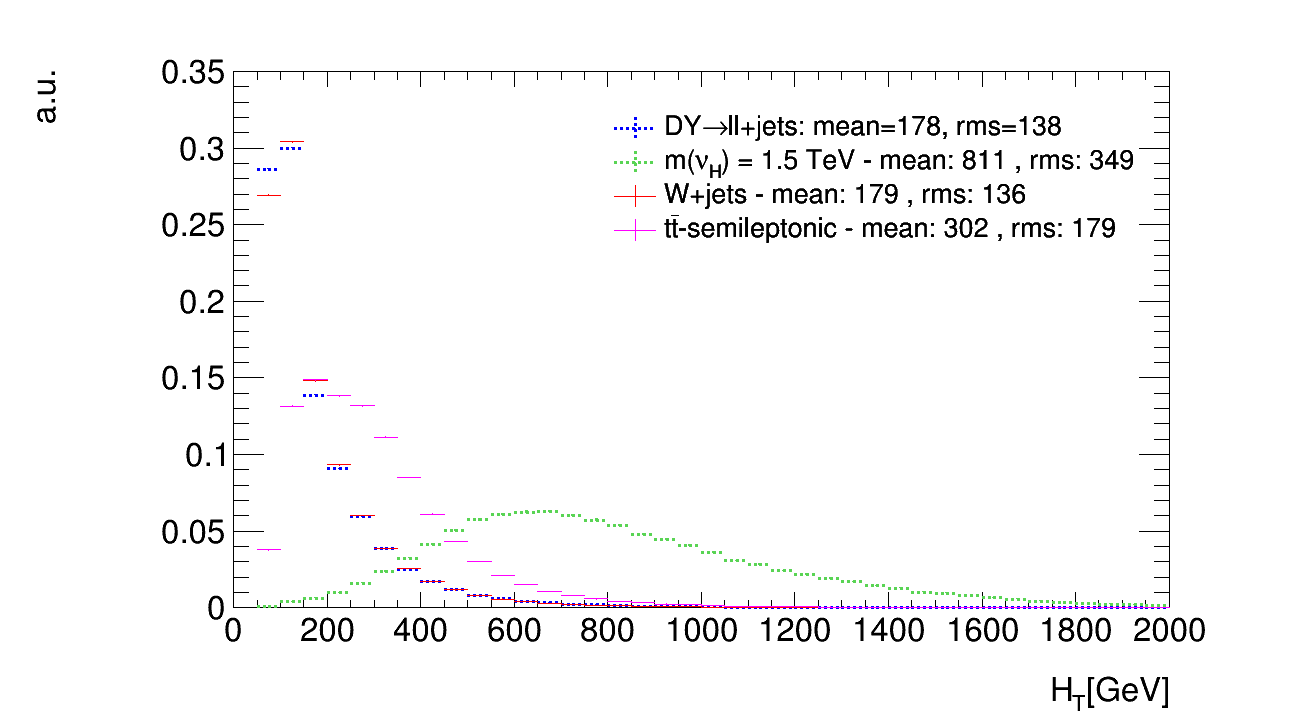 a.u.
0.35
0.3
0.25
0.2
0.15
0.1
0.05
0
DY→ll+jets: mean=178, rms=138
m(ν_H) = 1.5 TeV - mean: 811 , rms: 349
W+jets - mean: 179 , rms: 136
tt̄-semileptonic - mean: 302 , rms: 179
0 200 400 600 800 1000 1200 1400 1600 1800 2000
H_T[GeV]